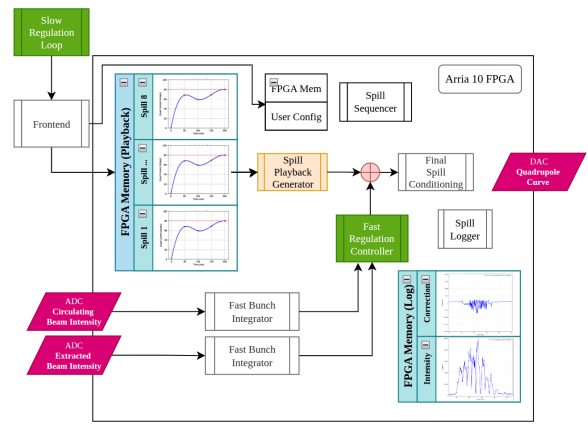 Slow
Regulation
Loop
Frontend
FPGA Memory (Playback)
Spill 8
Spill ...
Spill 1
FPGA Mem
User Config
Spill
Sequencer
Arria 10 FPGA
Spill
Playback
Generator
Final
Spill
Conditioning
DAC
Quadrupole
Curve
Fast
Regulation
Controller
Spill
Logger
ADC
Circulating
Beam Intensity
Fast Bunch
Integrator
ADC
Extracted
Beam Intensity
Fast Bunch
Integrator
FPGA Memory (Log)
Correction
Intensity